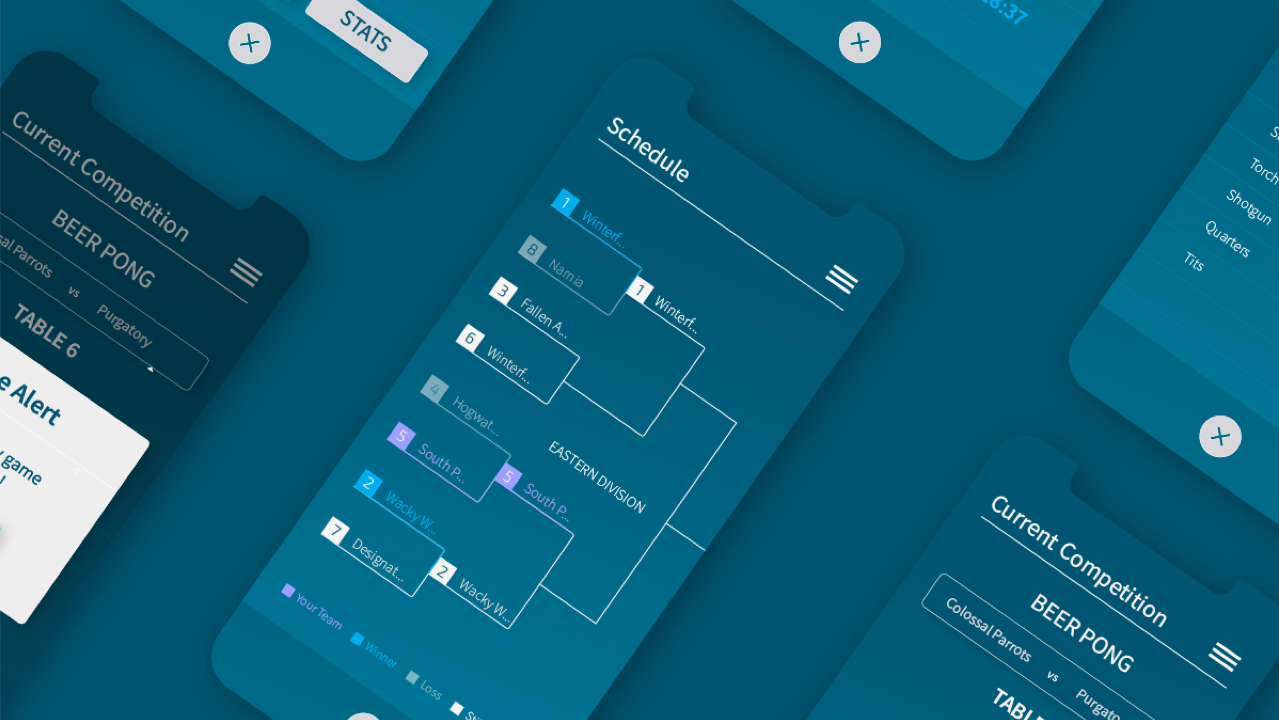 STATS
Current Competition
BEER PONG
Parrots
vs
Purgatory
TABLE 6
Alert
game
Schedule
1 Winterf...
8 Narnia
1 Winterf...
3 Fallen A...
6 Winterf...
4 Hogwat...
5 South P...
5 South P...
EASTERN DIVISION
2 Wacky W...
7 Designat...
2 Wacky W...
Your Team
Winner
Loss
8:37
Torch
Shotgun
Quarters
Tits
Current Competition
BEER PONG
Colossal Parrots
vs
Purgato
TABL